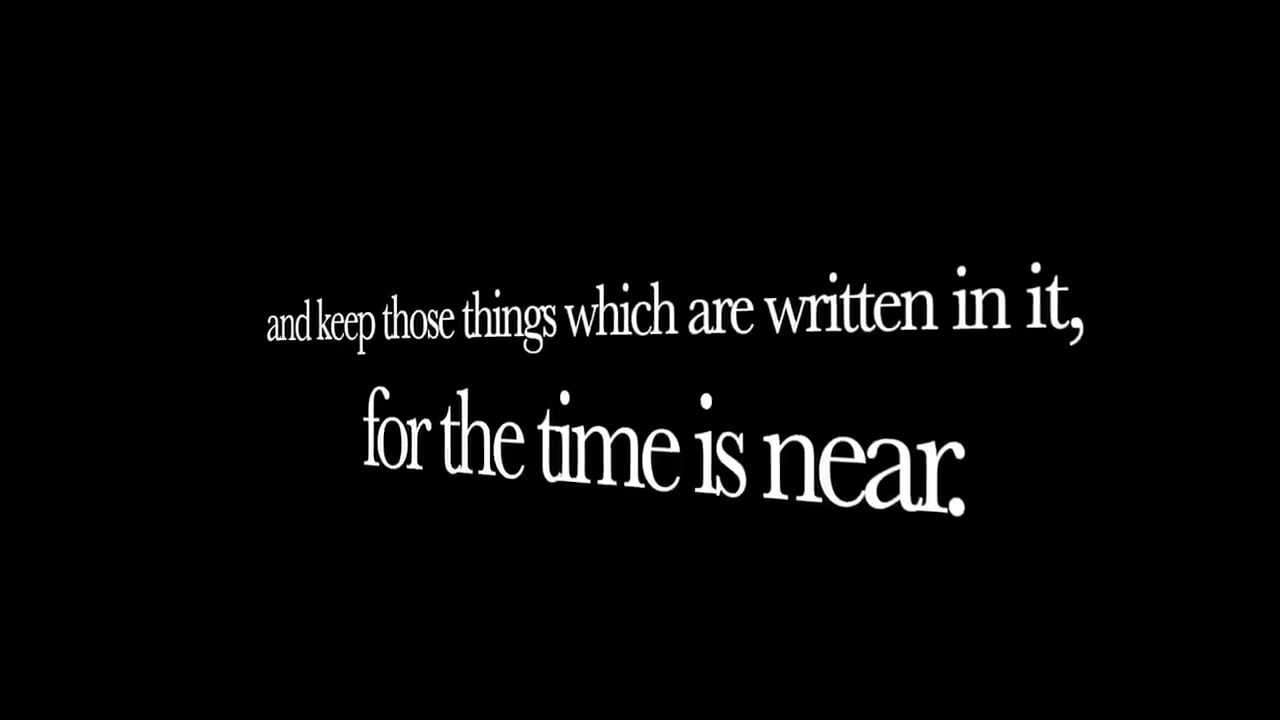 and keep those things which are written in it,
for the time is near.